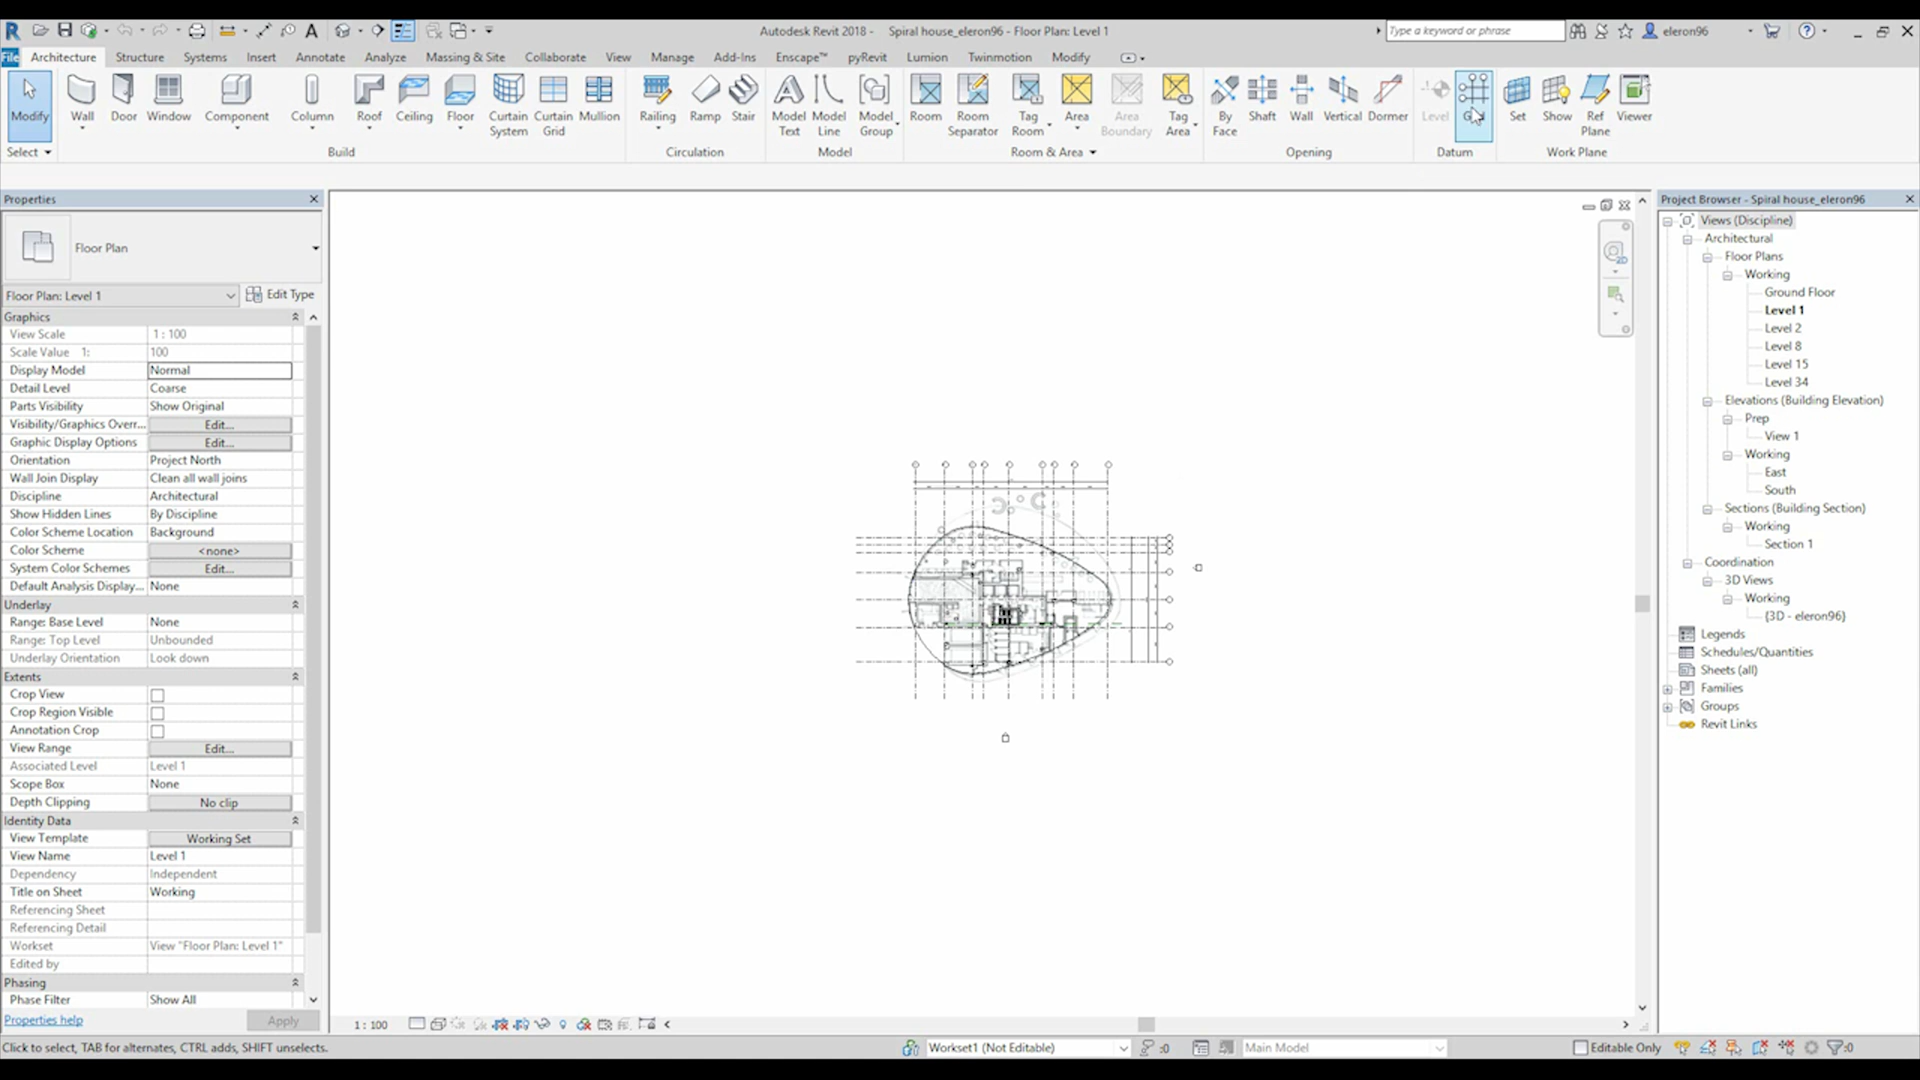 Autodesk Revit 2018 - Spiral house_eleron96 - Floor Plan: Level 1
Type a keyword or phrase
eleron96
File Architecture Structure Systems Insert Annotate Analyze Massing & Site Collaborate View Manage Add-Ins Enscape™ pyRevit Lumion Twinmotion Modify
Modify Wall Door Window Component Column Roof Ceiling Floor Curtain System Curtain Grid Mullion Railing Ramp Stair Model Text Model Line Model Group Room Room Separator Tag Room Area Area Boundary Tag Area By Face Shaft Wall Vertical Dormer Level Set Show Ref Plane Viewer
Select Build Circulation Model Room & Area Opening Datum Work Plane
Properties
Floor Plan
Floor Plan: Level 1 Edit Type
Graphics
View Scale 1 : 100
Scale Value 1: 100
Display Model Normal
Detail Level Coarse
Parts Visibility Show Original
Visibility/Graphics Overr... Edit...
Graphic Display Options Edit...
Orientation Project North
Wall Join Display Clean all wall joins
Discipline Architectural
Show Hidden Lines By Discipline
Color Scheme Location Background
Color Scheme <none>
System Color Schemes Edit...
Default Analysis Display... None
Underlay
Range: Base Level None
Range: Top Level Unbounded
Underlay Orientation Look down
Extents
Crop View
Crop Region Visible
Annotation Crop
View Range Edit...
Associated Level Level 1
Scope Box None
Depth Clipping No clip
Identity Data
View Template Working Set
View Name Level 1
Dependency Independent
Title on Sheet Working
Referencing Sheet
Referencing Detail
Workset View "Floor Plan: Level 1"
Edited by
Phasing
Phase Filter Show All
Properties help Apply
2D
Project Browser - Spiral house_eleron96
Views (Discipline)
Architectural
Floor Plans
Working
Ground Floor
Level 1
Level 2
Level 8
Level 15
Level 34
Elevations (Building Elevation)
Prep
View 1
Working
East
South
Sections (Building Section)
Working
Section 1
Coordination
3D Views
Working
{3D - eleron96}
Legends
Schedules/Quantities
Sheets (all)
Families
Groups
Revit Links
1 : 100
Click to select, TAB for alternates, CTRL adds, SHIFT unselects.
Workset1 (Not Editable) :0 Main Model Editable Only :0